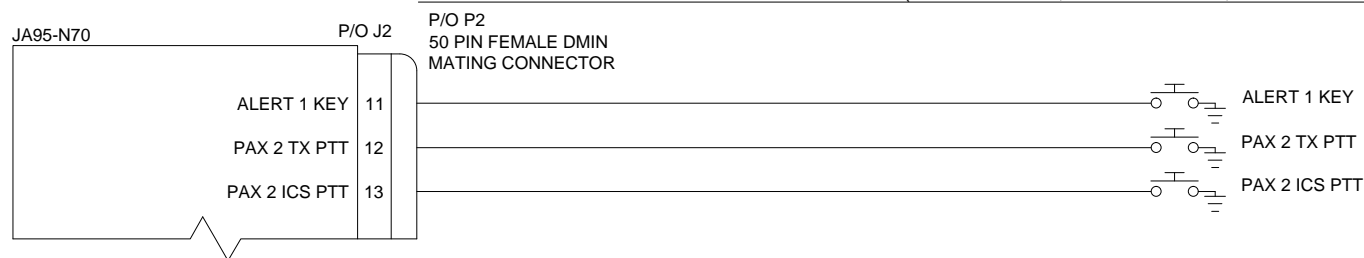 JA95-N70
P/O J2
P/O P2
50 PIN FEMALE DMIN
MATING CONNECTOR
ALERT 1 KEY 11 ALERT 1 KEY
PAX 2 TX PTT 12 PAX 2 TX PTT
PAX 2 ICS PTT 13 PAX 2 ICS PTT